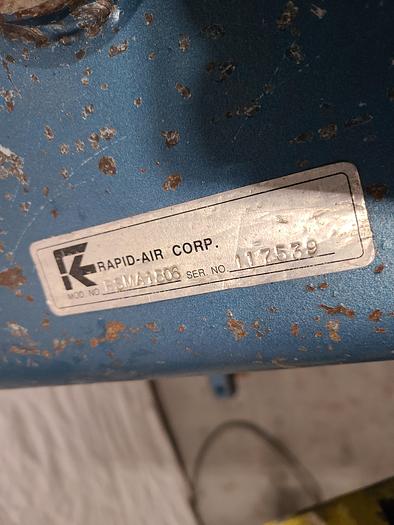 RAPID-AIR CORP.
MOD NO. SER NO. 117539